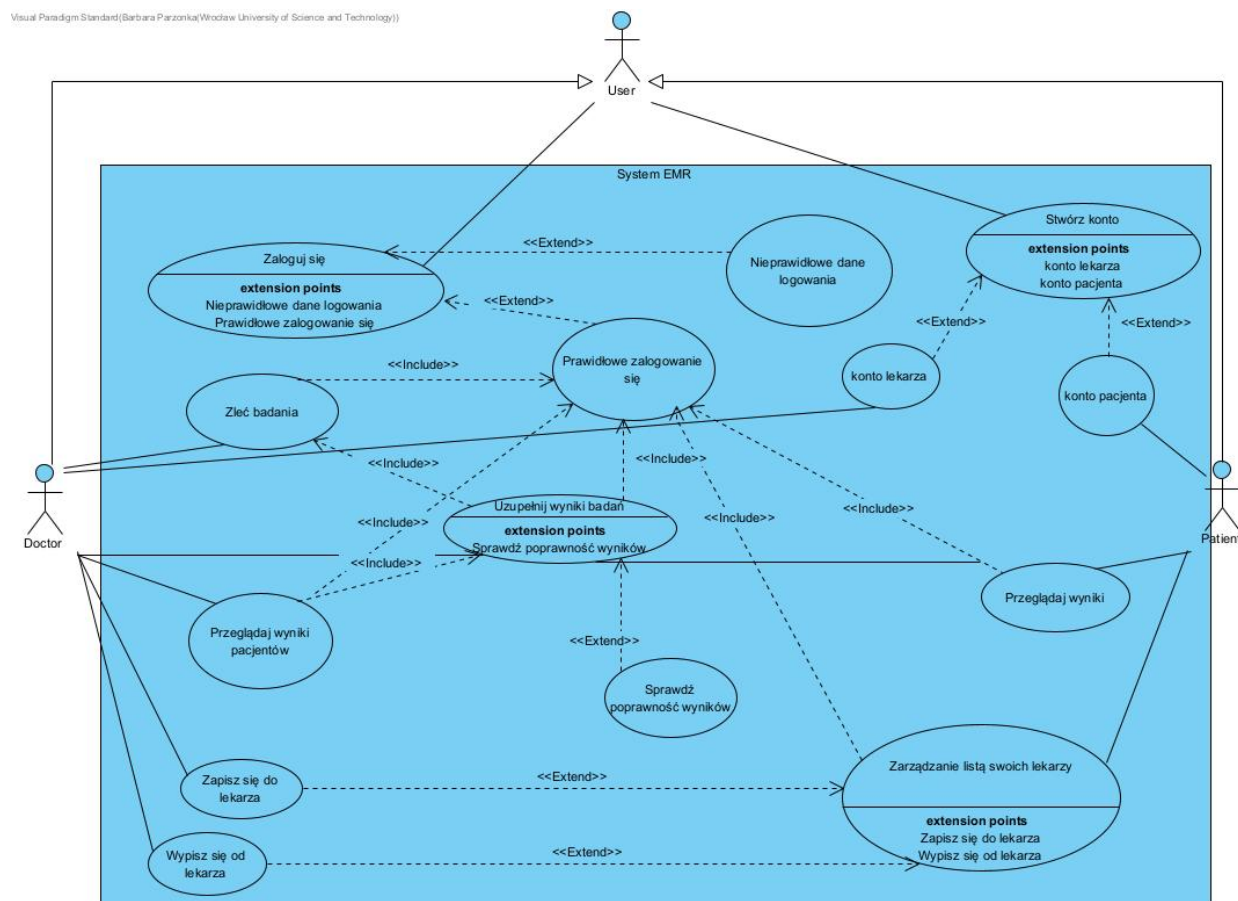 Visual Paradigm Standard(Barbara Parzonka(Wrocław University of Science and Technology))
User
System EMR
Stwórz konto
extension points
konto lekarza
konto pacjenta
<<Extend>>
Zaloguj się
extension points
Nieprawidłowe dane logowania
Prawidłowe zalogowanie się
Nieprawidłowe dane
logowania
<<Extend>>
<<Extend>>
<<Extend>>
Prawidłowe zalogowanie
się
<<Include>>
konto lekarza
konto pacjenta
Zleć badania
<<Include>>
<<Include>>
Uzupełnij wyniki badań
extension points
Sprawdź poprawność wyników
<<Include>>
<<Include>>
<<Include>>
Doctor
Patient
<<Include>>
Przeglądaj wyniki
Przeglądaj wyniki
pacjentów
<<Extend>>
Sprawdź
poprawność wyników
Zarządzanie listą swoich lekarzy
extension points
Zapisz się do lekarza
Wypisz się od lekarza
Zapisz się do
lekarza
<<Extend>>
Wypisz się od
lekarza
<<Extend>>